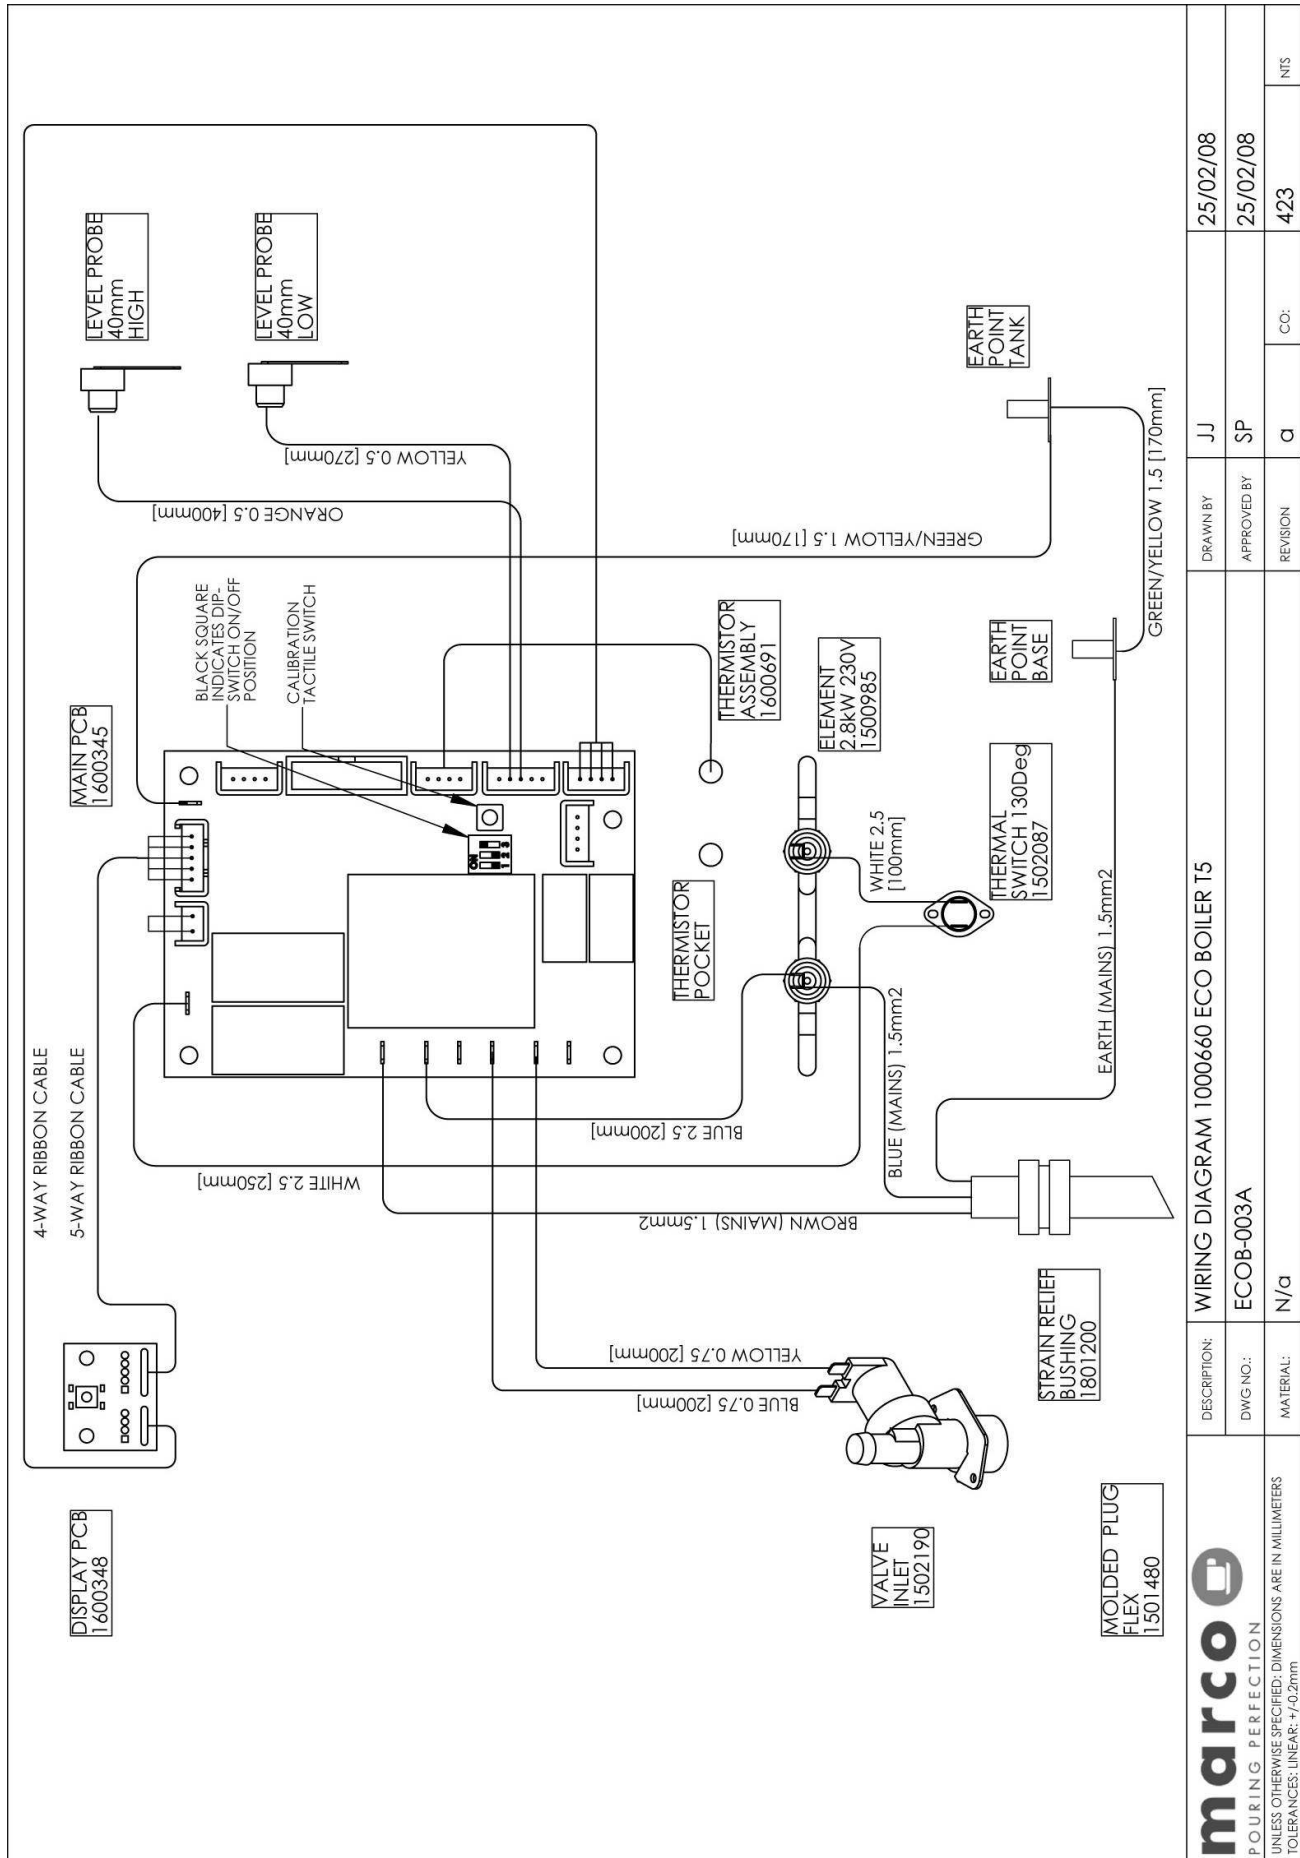 4-WAY RIBBON CABLE
5-WAY RIBBON CABLE
DISPLAY PCB
1600348
MAIN PCB
1600345
LEVEL PROBE
40mm
HIGH
LEVEL PROBE
40mm
LOW
BLACK SQUARE
INDICATES DIP-
SWITCH ON/OFF
POSITION
CALIBRATION
TACTILE SWITCH
ON
1 2 3
ORANGE 0.5 [400mm]
YELLOW 0.5 [270mm]
WHITE 2.5 [250mm]
BLUE 2.5 [200mm]
BROWN (MAINS) 1.5mm2
YELLOW 0.75 [200mm]
BLUE 0.75 [200mm]
GREEN/YELLOW 1.5 [170mm]
THERMISTOR
POCKET
THERMISTOR
ASSEMBLY
1600691
ELEMENT
2.8kW 230V
1500985
WHITE 2.5
[100mm]
BLUE (MAINS) 1.5mm2
THERMAL
SWITCH 130Deg
1502087
EARTH
POINT
BASE
EARTH
POINT
TANK
VALVE
INLET
1502190
STRAIN RELIEF
BUSHING
1801200
EARTH (MAINS) 1.5mm2
GREEN/YELLOW 1.5 [170mm]
MOLDED PLUG
FLEX
1501480
marco
POURING PERFECTION
UNLESS OTHERWISE SPECIFIED: DIMENSIONS ARE IN MILLIMETERS
TOLERANCES: LINEAR: +/-0.2mm
DESCRIPTION: WIRING DIAGRAM 1000660 ECO BOILER T5
DRAWN BY JJ 25/02/08
DWG NO.: ECOB-003A
APPROVED BY SP 25/02/08
MATERIAL: N/a
REVISION a CO: 423 NTS